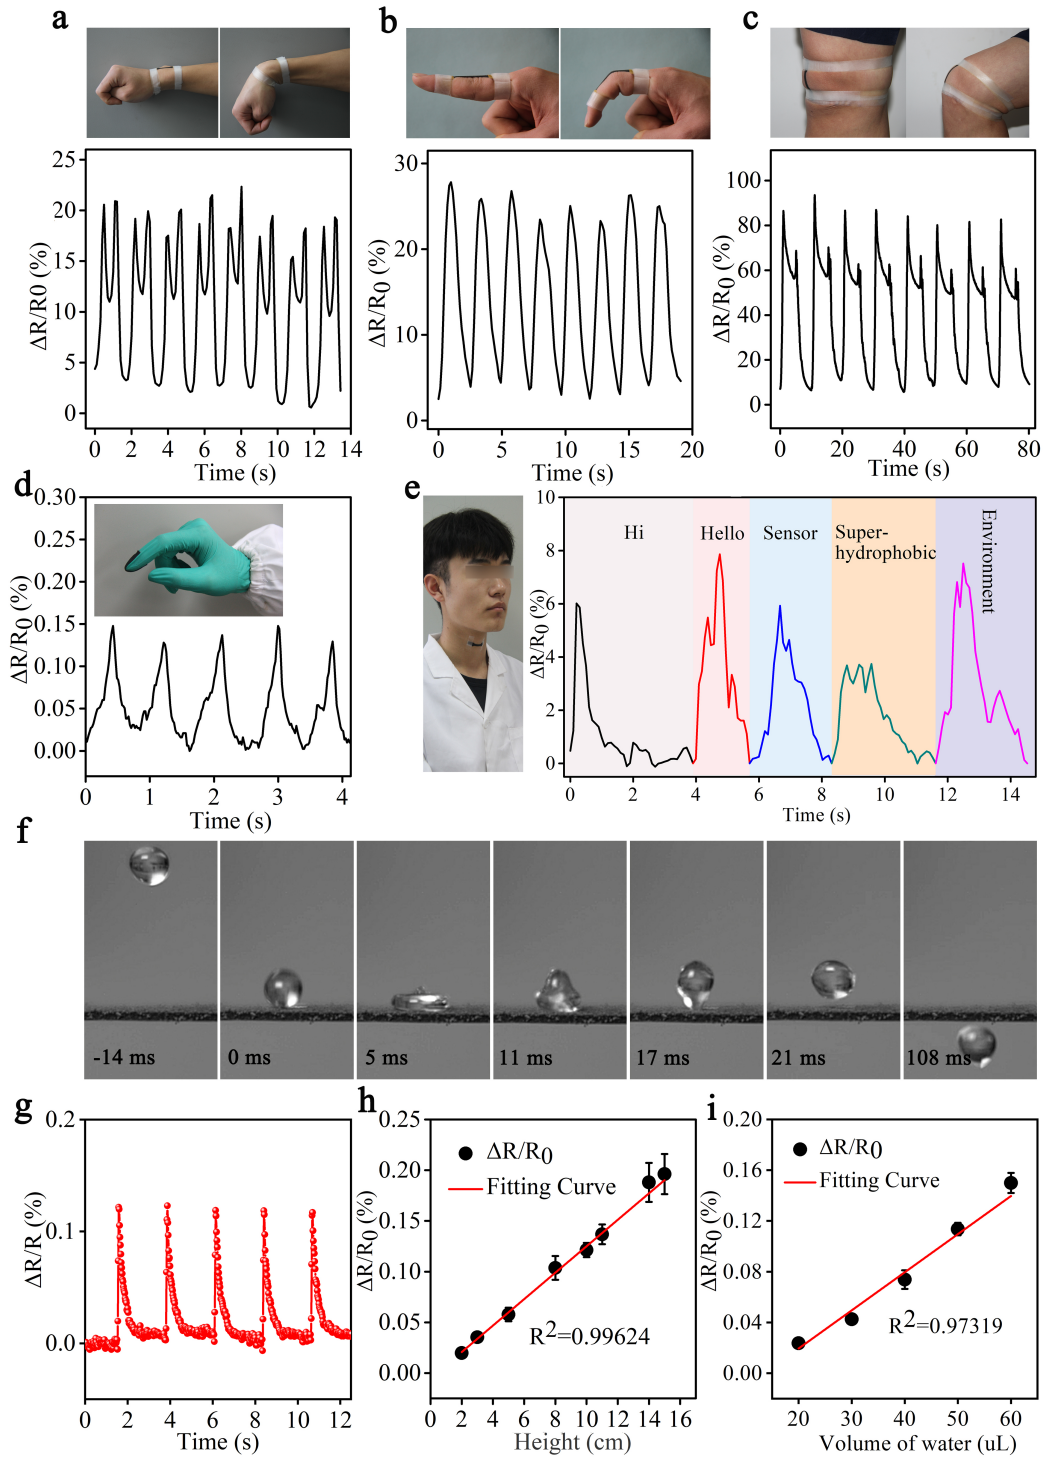 a
b
c
25
20
15
10
5
0
ΔR/R0 (%)
0 2 4 6 8 10 12 14
Time (s)
30
20
10
0
ΔR/R0 (%)
0 5 10 15 20
Time (s)
100
80
60
40
20
0
ΔR/R0 (%)
0 20 40 60 80
Time (s)
d
0.30
0.25
0.20
0.15
0.10
0.05
0.00
ΔR/R0 (%)
0 1 2 3 4
Time (s)
e
10
8
6
4
2
0
ΔR/R0 (%)
Hi
Hello
Sensor
Super-
hydrophobic
Environment
0 2 4 6 8 10 12 14
Time (s)
f
-14 ms
0 ms
5 ms
11 ms
17 ms
21 ms
108 ms
g
0.2
0.1
0.0
ΔR/R (%)
0 2 4 6 8 10 12
Time (s)
h
0.25
0.20
0.15
0.10
0.05
0.00
ΔR/R0 (%)
ΔR/R0
Fitting Curve
R2=0.99624
0 2 4 6 8 10 12 14 16
Height (cm)
i
0.20
0.16
0.12
0.08
0.04
0.00
ΔR/R0 (%)
ΔR/R0
Fitting Curve
R2=0.97319
20 30 40 50 60
Volume of water (uL)